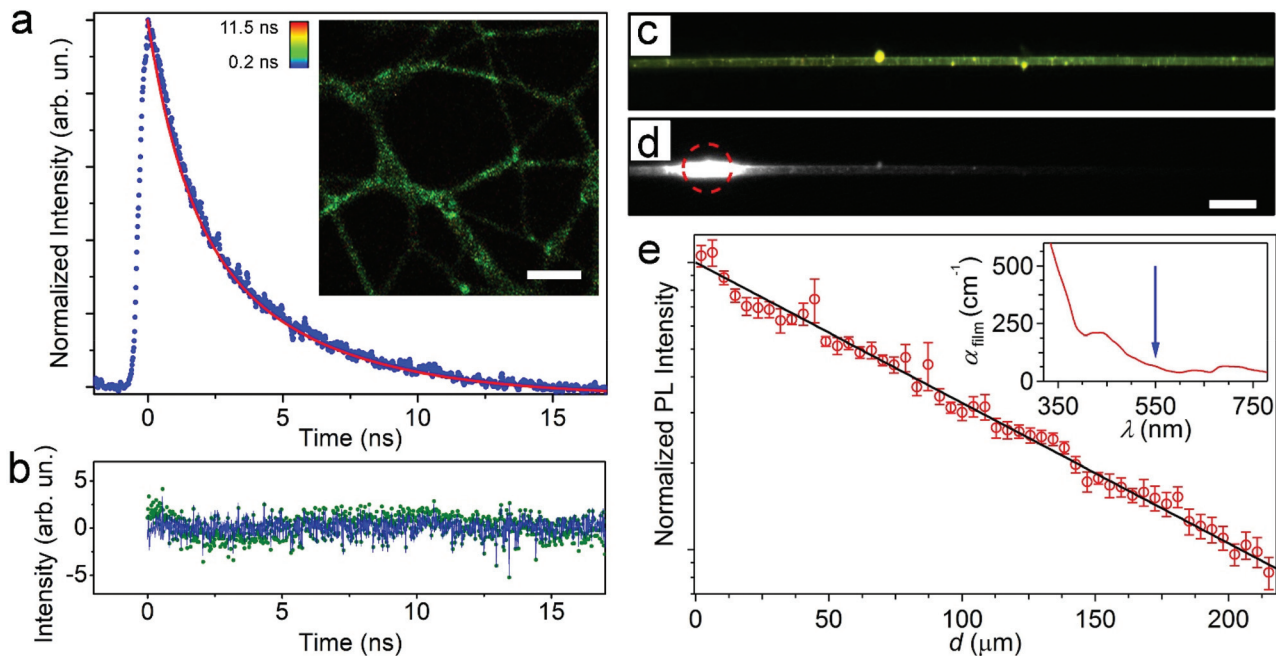 a
Normalized Intensity (arb. un.)
11.5 ns
0.2 ns
0
5
10
15
Time (ns)
b
Intensity (arb. un.)
5
0
-5
0
5
10
15
Time (ns)
c
d
e
Normalized PL Intensity
0
50
100
150
200
d (μm)
α film (cm⁻¹)
500
250
0
350
550
750
λ (nm)